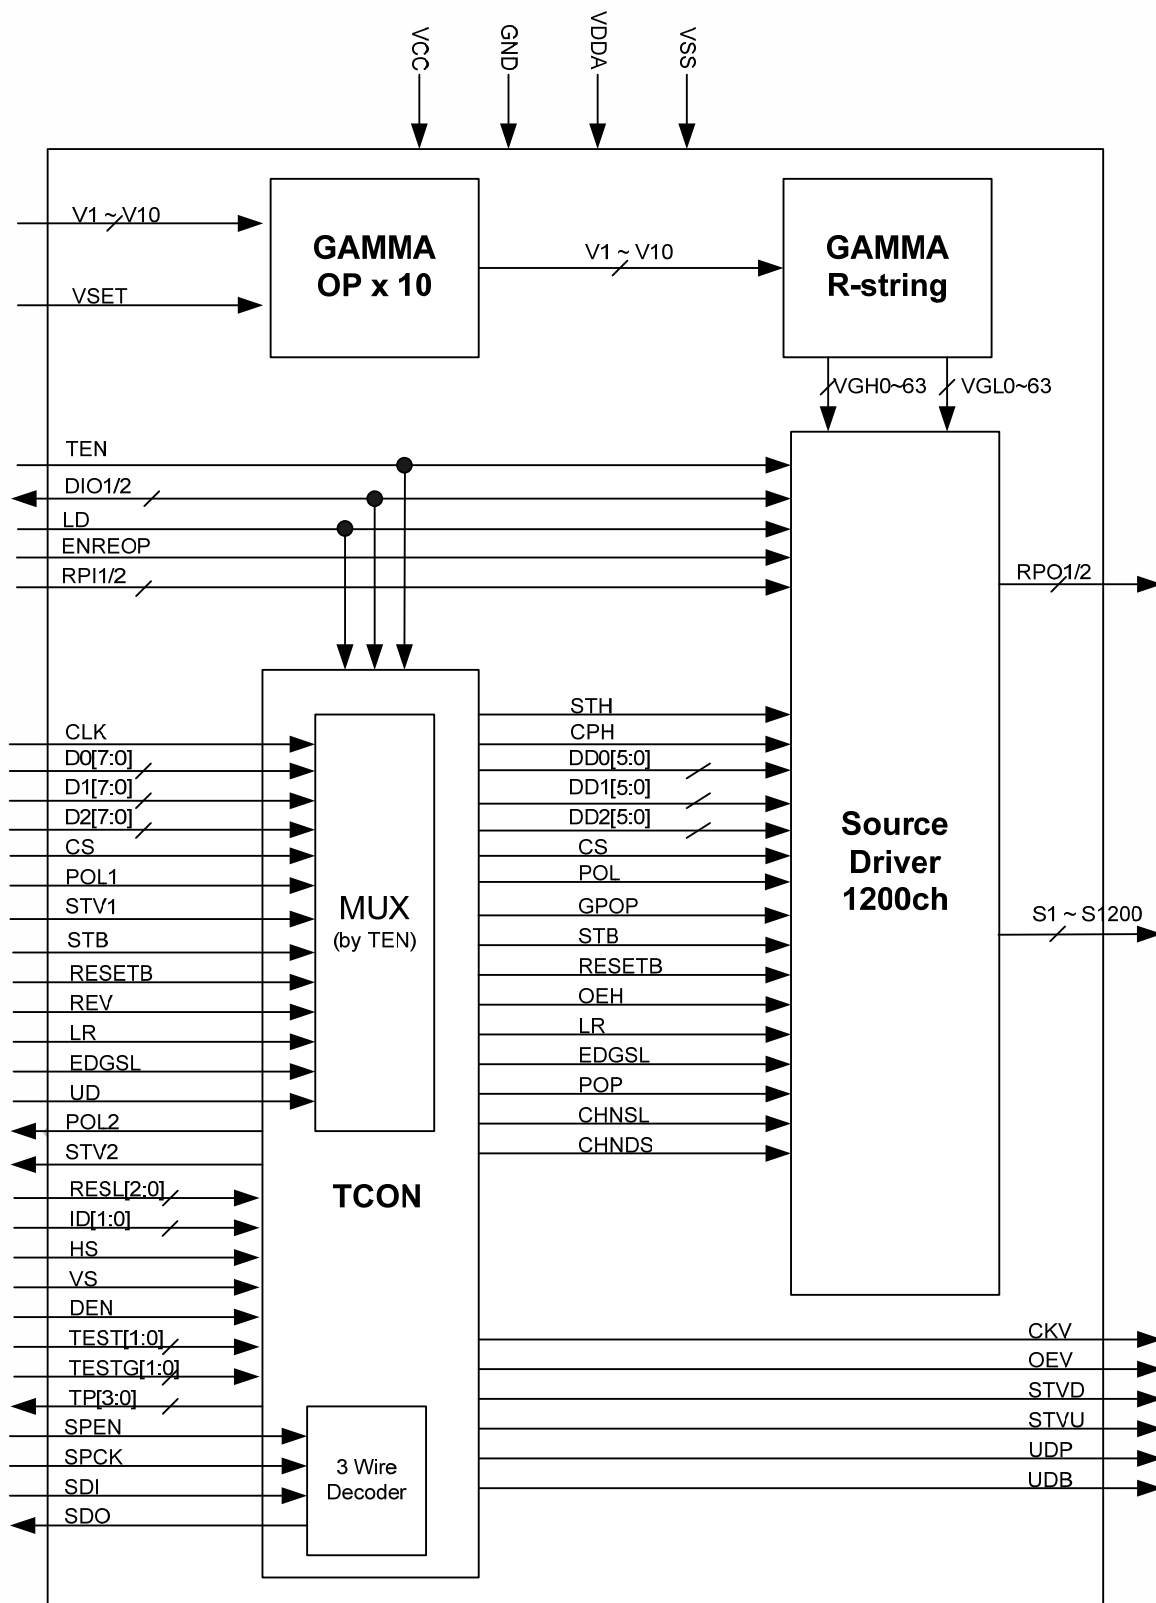 VCC
GND
VDDA
VSS
V1 ~ V10
VSET
GAMMA
OP x 10
V1 ~ V10
GAMMA
R-string
VGH0~63
VGL0~63
TEN
DIO1/2
LD
ENREOP
RPI1/2
RPO1/2
CLK
D0[7:0]
D1[7:0]
D2[7:0]
CS
POL1
STV1
STB
RESETB
REV
LR
EDGSL
UD
POL2
STV2
RESL[2:0]
ID[1:0]
HS
VS
DEN
TEST[1:0]
TESTG[1:0]
TP[3:0]
SPEN
SPCK
SDI
SDO
MUX
(by TEN)
TCON
3 Wire
Decoder
STH
CPH
DD0[5:0]
DD1[5:0]
DD2[5:0]
CS
POL
GPOP
STB
RESETB
OEH
LR
EDGSL
POP
CHNSL
CHNDS
Source
Driver
1200ch
S1 ~ S1200
CKV
OEV
STVD
STVU
UDP
UDB